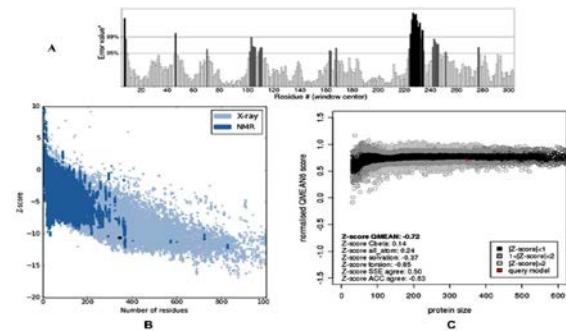 A
Error value*
99%
95%
20 40 60 80 100 120 140 160 180 200 220 240 260 280 300
Residue # (window center)
10
5
0
−5
−10
−15
−20
Z-score
X-ray
NMR
0 200 400 600 800 1000
Number of residues
B
C
1.5
1.0
0.5
0.0
-0.5
-1.0
-1.5
normalised QMEAN6 score
Z-score QMEAN: -0.72
Z-score Cbeta: 0.14
Z-score all_atom: 0.24
Z-score solvation: -0.37
Z-score torsion: -0.85
Z-score SSE agree: 0.50
Z-score ACC agree: -0.83
|Z-score|<1
1<|Z-score|<2
|Z-score|>2
query model
0 100 200 300 400 500 600
protein size